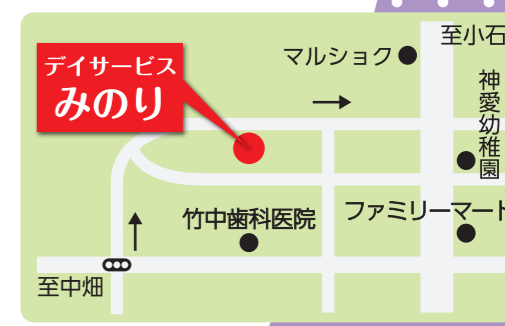 至小石
マルショク
デイサービス
みのり
神愛幼稚園
竹中歯科医院
ファミリーマート
至中畑